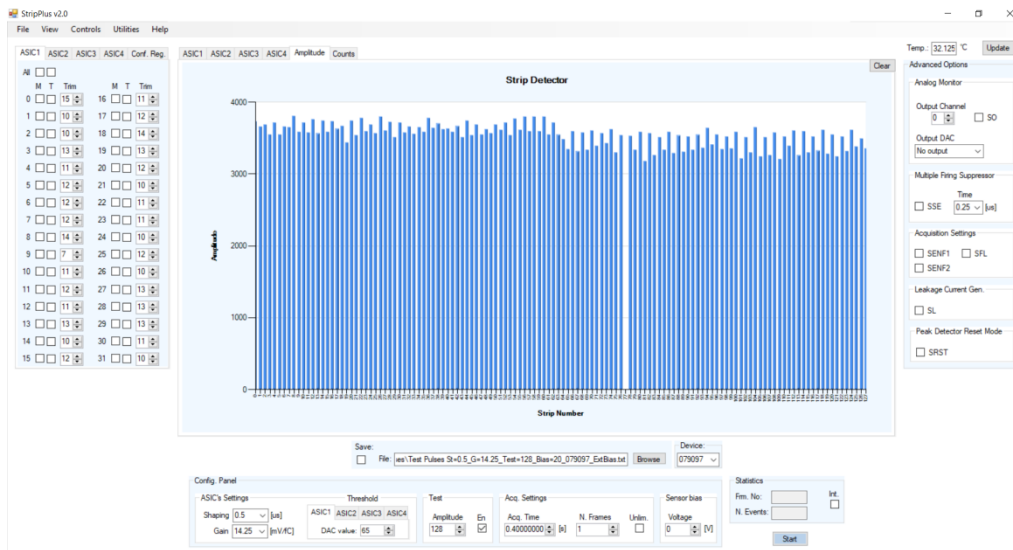 StripPlus v2.0
File View Controls Utilities Help
ASIC1 ASIC2 ASIC3 ASIC4 Conf. Reg.
All
M T Trim M T Trim
0 15 16 11
1 10 17 12
2 10 18 14
3 13 19 13
4 11 20 12
5 12 21 10
6 12 22 11
7 12 23 11
8 14 24 10
9 7 25 12
10 11 26 10
11 12 27 13
12 11 28 13
13 13 29 13
14 10 30 11
15 12 31 10
ASIC1 ASIC2 ASIC3 ASIC4 Amplitude Counts
Clear
Strip Detector
Amplitude
4000
3000
2000
1000
0
Strip Number
Temp.: 32.125 °C Update
Advanced Options
Analog Monitor
Output Channel
0 SO
Output DAC
No output
Multiple Firing Suppressor
Time
SSE 0.25 [us]
Acquisition Settings
SENF1 SFL
SENF2
Leakage Current Gen.
SL
Peak Detector Reset Mode
SRST
Save: Device:
File: ies\Test Pulses St=0.5_G=14.25_Test=128_Bias=20_079097_ExtBias.txt Browse 079097
Config. Panel
ASIC's Settings
Shaping 0.5 [us]
Gain 14.25 [mV/fC]
Threshold
ASIC1 ASIC2 ASIC3 ASIC4
DAC value: 65
Test
Amplitude En
128
Acq. Settings
Acq. Time N. Frames Unlim.
0.40000000 [s] 1
Sensor bias
Voltage
0 [V]
Statistics
Frm. No: Int.
N. Events:
Start